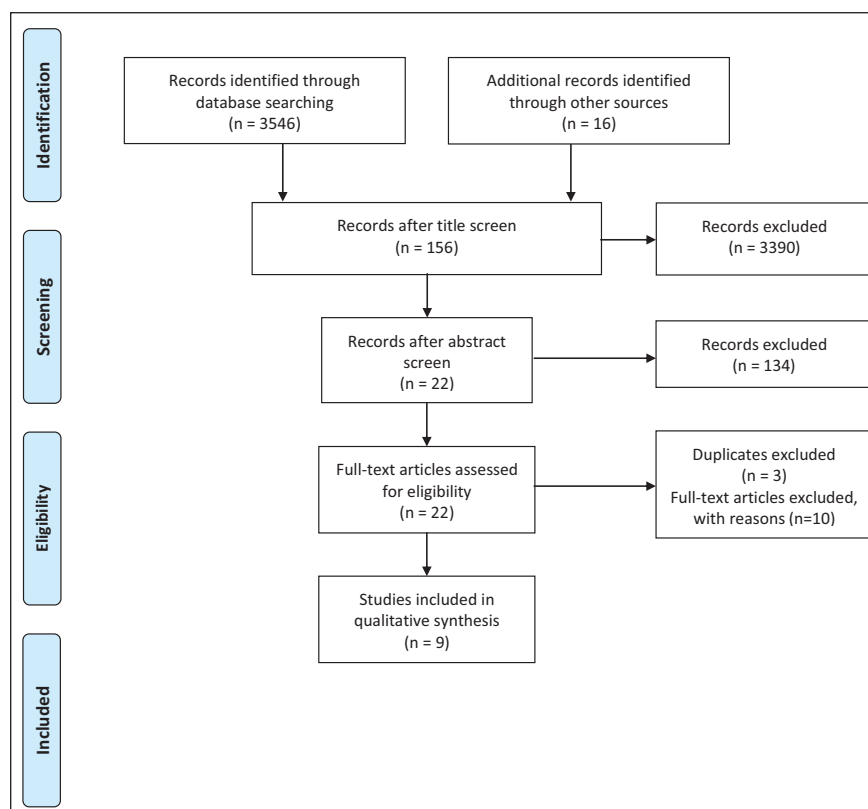 Identification
Records identified through
database searching
(n = 3546)
Additional records identified
through other sources
(n = 16)
Records after title screen
(n = 156)
Records excluded
(n = 3390)
Screening
Records after abstract
screen
(n = 22)
Records excluded
(n = 134)
Eligibility
Full-text articles assessed
for eligibility
(n = 22)
Duplicates excluded
(n = 3)
Full-text articles excluded,
with reasons (n=10)
Studies included in
qualitative synthesis
(n = 9)
Included